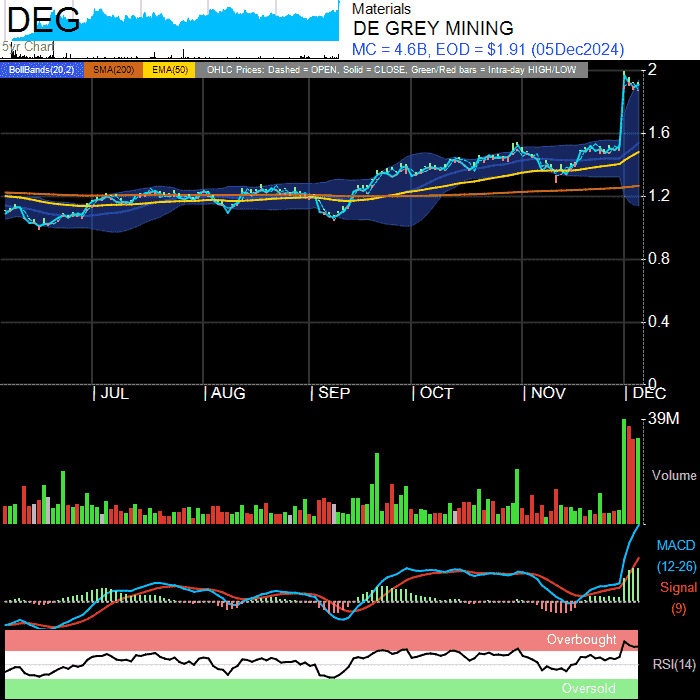 DEG
5yr Chart
Materials
DE GREY MINING
MC = 4.6B, EOD = $1.91 (05Dec2024)
BollBands(20,2) SMA(200) EMA(50) OHLC Prices: Dashed = OPEN, Solid = CLOSE, Green/Red bars = Intra-day HIGH/LOW
2
1.6
1.2
0.8
0.4
0
| JUL | AUG | SEP | OCT | NOV | DEC
39M
Volume
MACD
(12-26)
Signal
(9)
Overbought
RSI(14)
Oversold